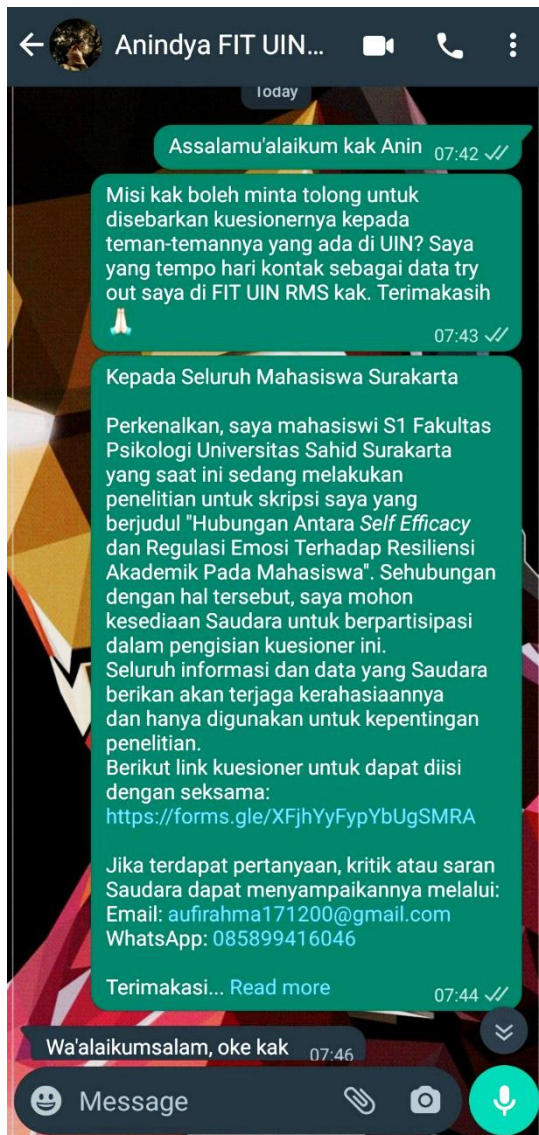 Anindya FIT UIN...
Today
Assalamu'alaikum kak Anin 07:42
Misi kak boleh minta tolong untuk
disebarkan kuesionernya kepada
teman-temannya yang ada di UIN? Saya
yang tempo hari kontak sebagai data try
out saya di FIT UIN RMS kak. Terimakasih
🙏🏻
07:43
Kepada Seluruh Mahasiswa Surakarta
Perkenalkan, saya mahasiswi S1 Fakultas
Psikologi Universitas Sahid Surakarta
yang saat ini sedang melakukan
penelitian untuk skripsi saya yang
berjudul "Hubungan Antara Self Efficacy
dan Regulasi Emosi Terhadap Resiliensi
Akademik Pada Mahasiswa". Sehubungan
dengan hal tersebut, saya mohon
kesediaan Saudara untuk berpartisipasi
dalam pengisian kuesioner ini.
Seluruh informasi dan data yang Saudara
berikan akan terjaga kerahasiaannya
dan hanya digunakan untuk kepentingan
penelitian.
Berikut link kuesioner untuk dapat diisi
dengan seksama:
https://forms.gle/XFjhYyFypYbUgSMRA
Jika terdapat pertanyaan, kritik atau saran
Saudara dapat menyampaikannya melalui:
Email: aufirahma171200@gmail.com
WhatsApp: 085899416046
Terimakasi... Read more 07:44
Wa'alaikumsalam, oke kak 07:46
Message